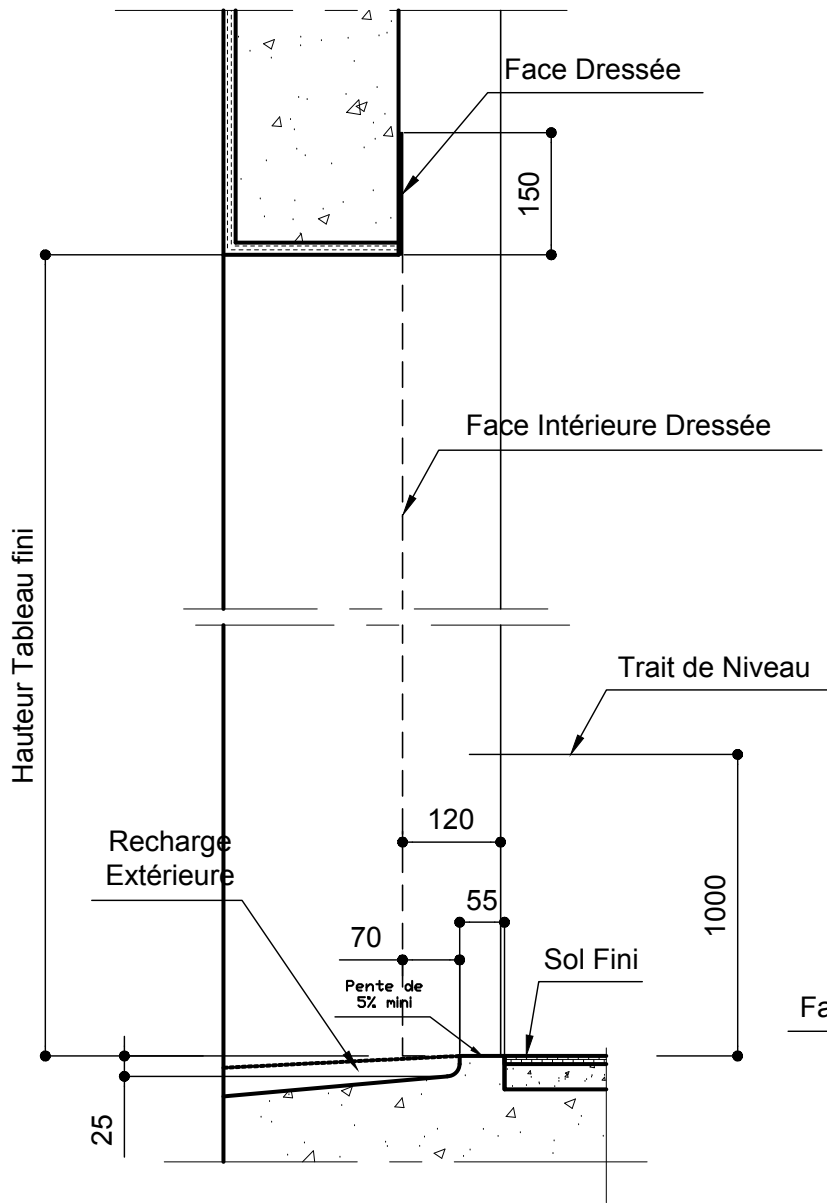 Face Dressée
150
Face Intérieure Dressée
Hauteur Tableau fini
Trait de Niveau
120
Recharge
Extérieure
55
1000
70
Sol Fini
Pente de
5% mini
Fa
25